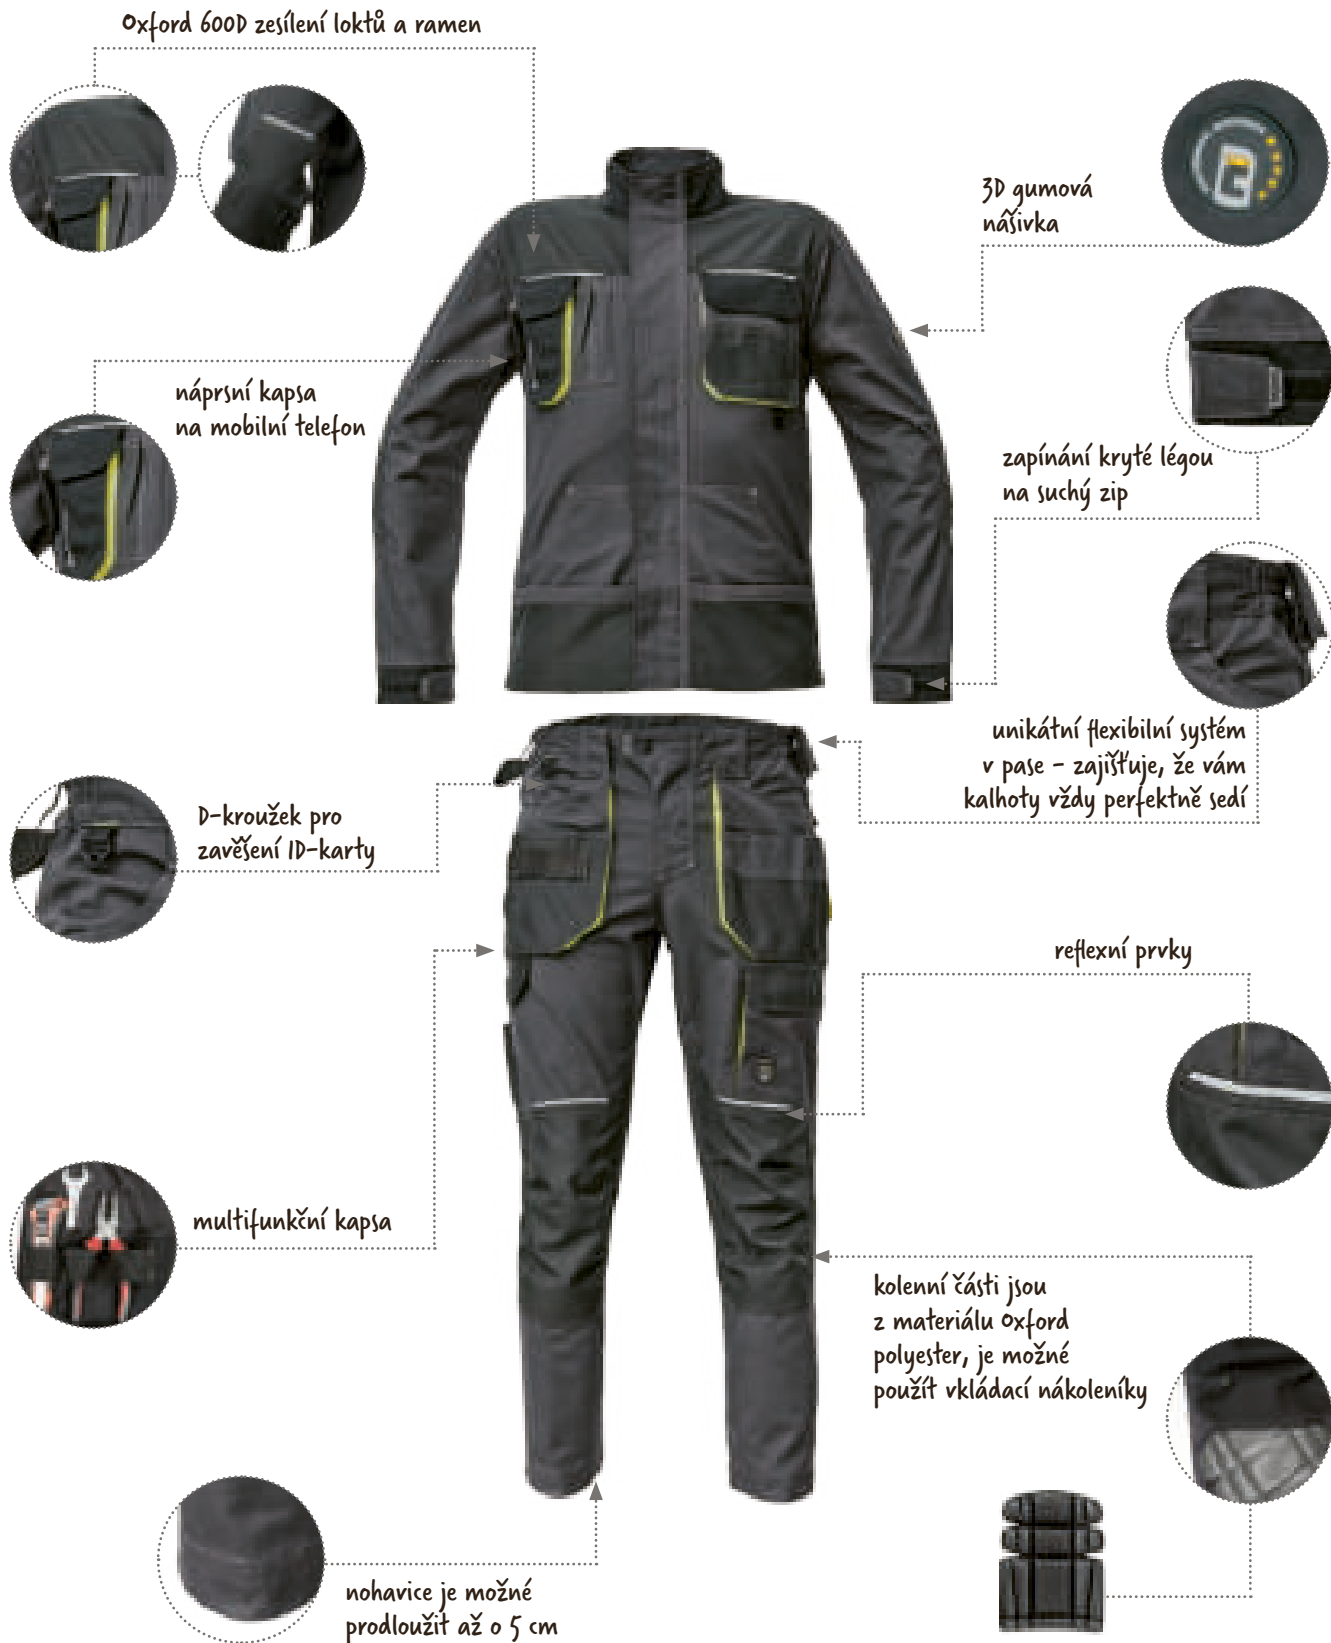 Oxford 600D zesílení loktů a ramen
3D gumová
nášivka
náprsní kapsa
na mobilní telefon
zapínání kryté légou
na suchý zip
unikátní flexibilní systém
v pase – zajišťuje, že vám
kalhoty vždy perfektně sedí
D-kroužek pro
zavěšení ID-karty
reflexní prvky
multifunkční kapsa
kolenní části jsou
z materiálu Oxford
polyester, je možné
použít vkládací nákoleníky
nohavice je možné
prodloužit až o 5 cm